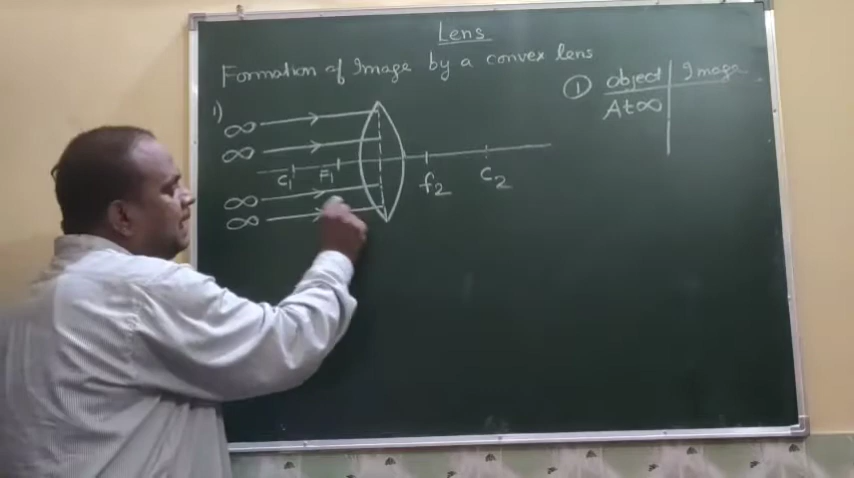 Lens
Formation of Image by a convex lens
① object Image
At ∞
1)
∞
∞
C1 F1 f2 C2
∞
∞